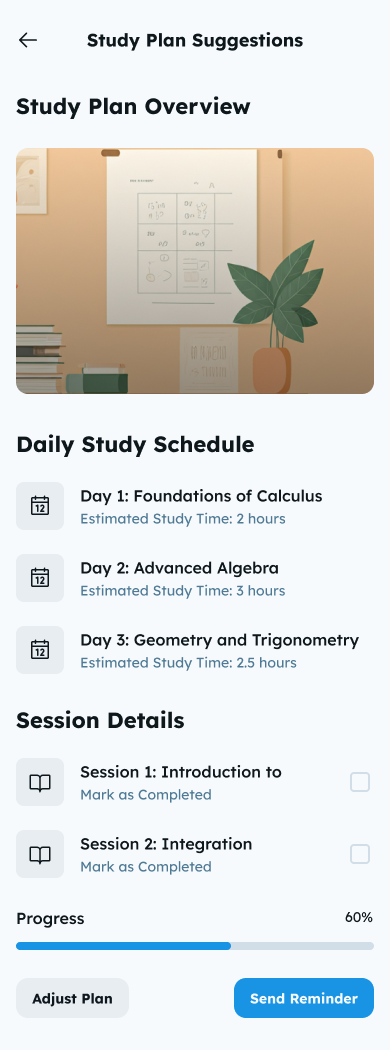 Study Plan Suggestions
Study Plan Overview
Daily Study Schedule
12
Day 1: Foundations of Calculus
Estimated Study Time: 2 hours
12
Day 2: Advanced Algebra
Estimated Study Time: 3 hours
12
Day 3: Geometry and Trigonometry
Estimated Study Time: 2.5 hours
Session Details
Session 1: Introduction to
Mark as Completed
Session 2: Integration
Mark as Completed
Progress
60%
Adjust Plan
Send Reminder